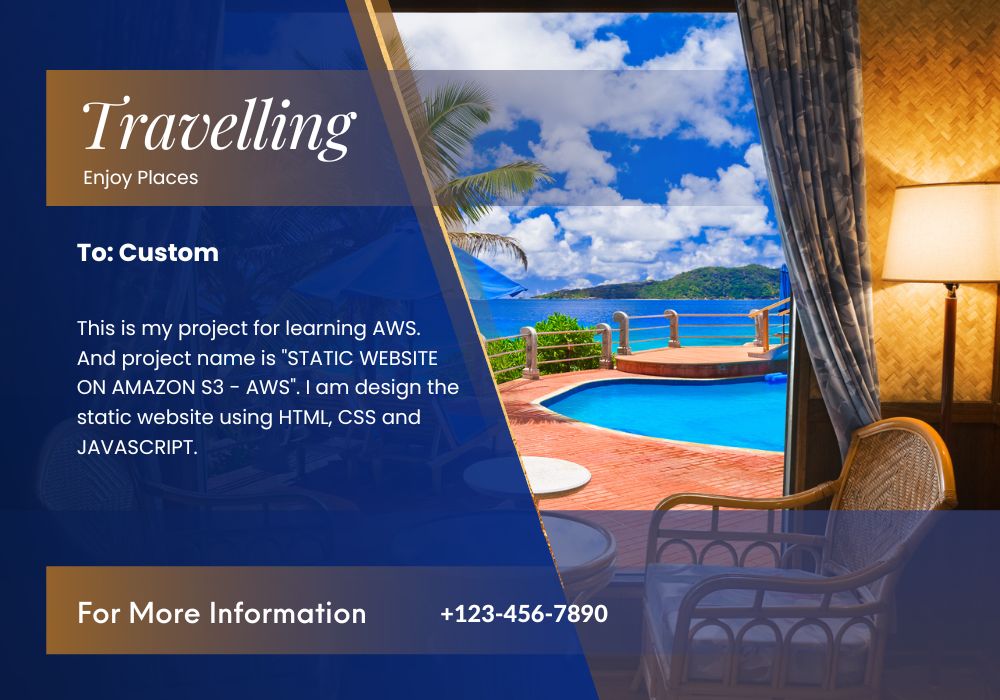 Travelling
Enjoy Places
To: Custom
This is my project for learning AWS.
And project name is "STATIC WEBSITE
ON AMAZON S3 - AWS". I am design the
static website using HTML, CSS and
JAVASCRIPT.
For More Information
+123-456-7890